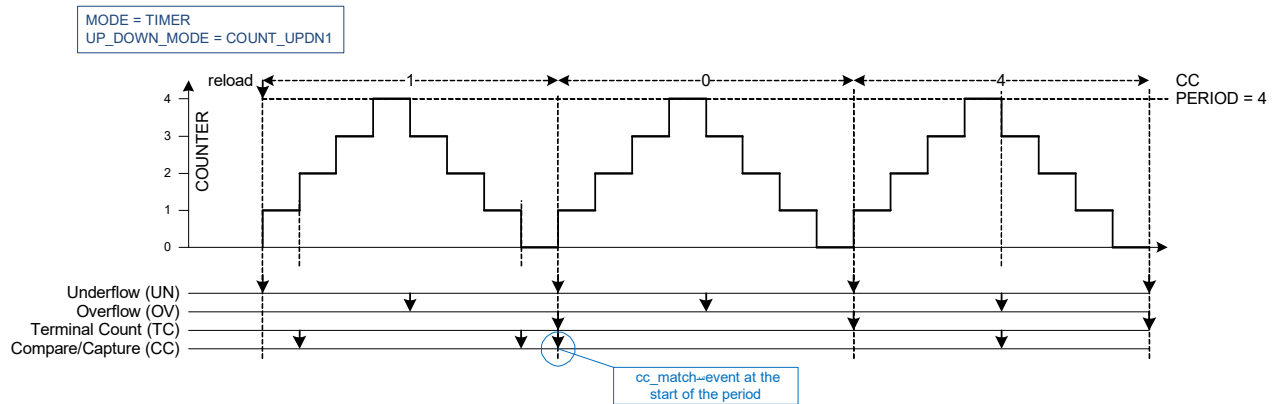 MODE = TIMER
UP_DOWN_MODE = COUNT_UPDN1
reload 1 0 4 CC
PERIOD = 4
4
3
2
1
0
COUNTER
Underflow (UN)
Overflow (OV)
Terminal Count (TC)
Compare/Capture (CC)
cc_match event at the
start of the period